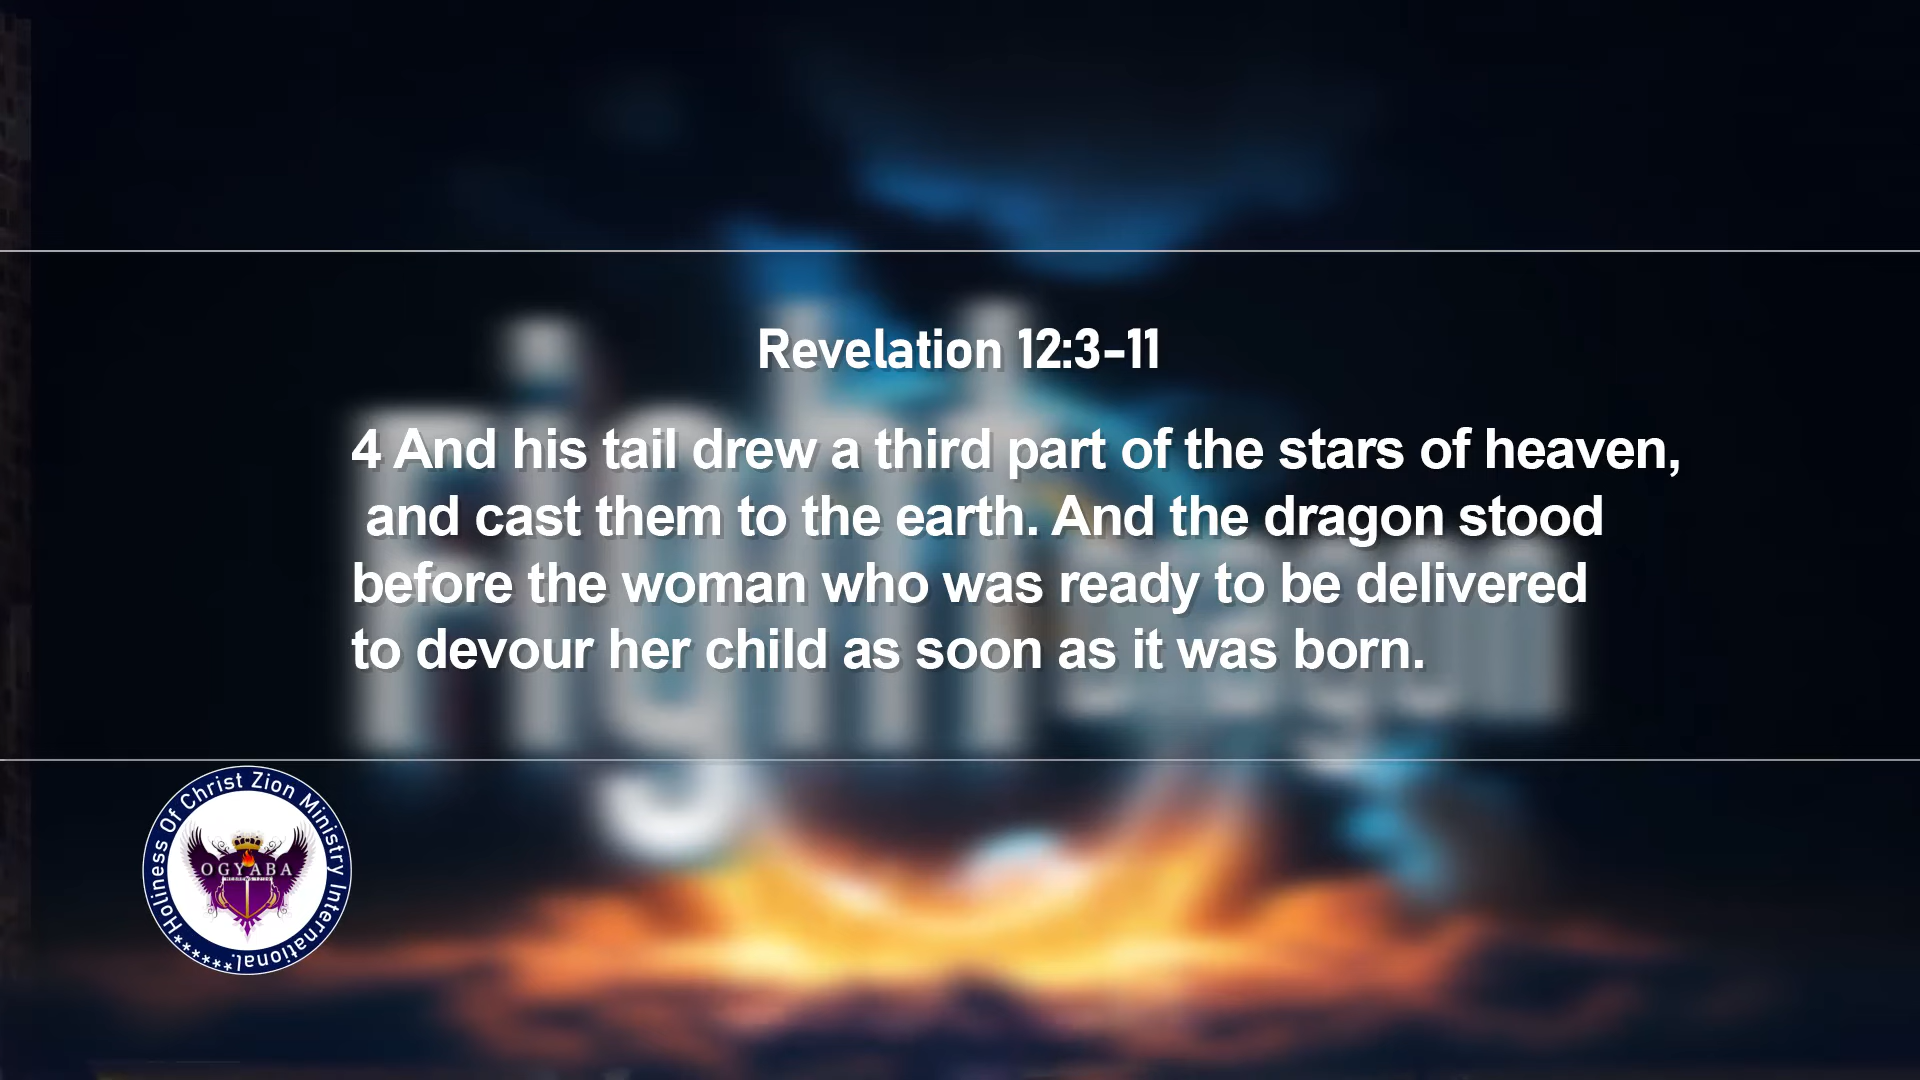 Revelation 12:3-11
4 And his tail drew a third part of the stars of heaven,
and cast them to the earth. And the dragon stood
before the woman who was ready to be delivered
to devour her child as soon as it was born.
****Holiness Of Christ Zion Ministry International.*
OGYABA